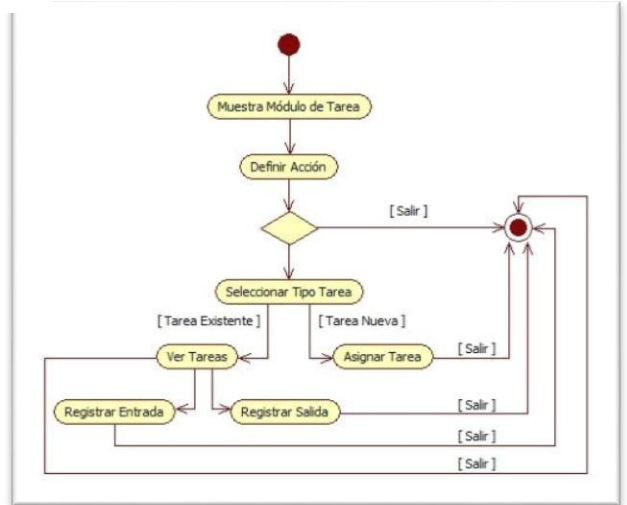 Muestra Módulo de Tarea
Definir Acción
[ Salir ]
Seleccionar Tipo Tarea
[ Tarea Existente ]
[ Tarea Nueva ]
Ver Tareas
Asignar Tarea
[ Salir ]
Registrar Entrada
Registrar Salida
[ Salir ]
[ Salir ]
[ Salir ]